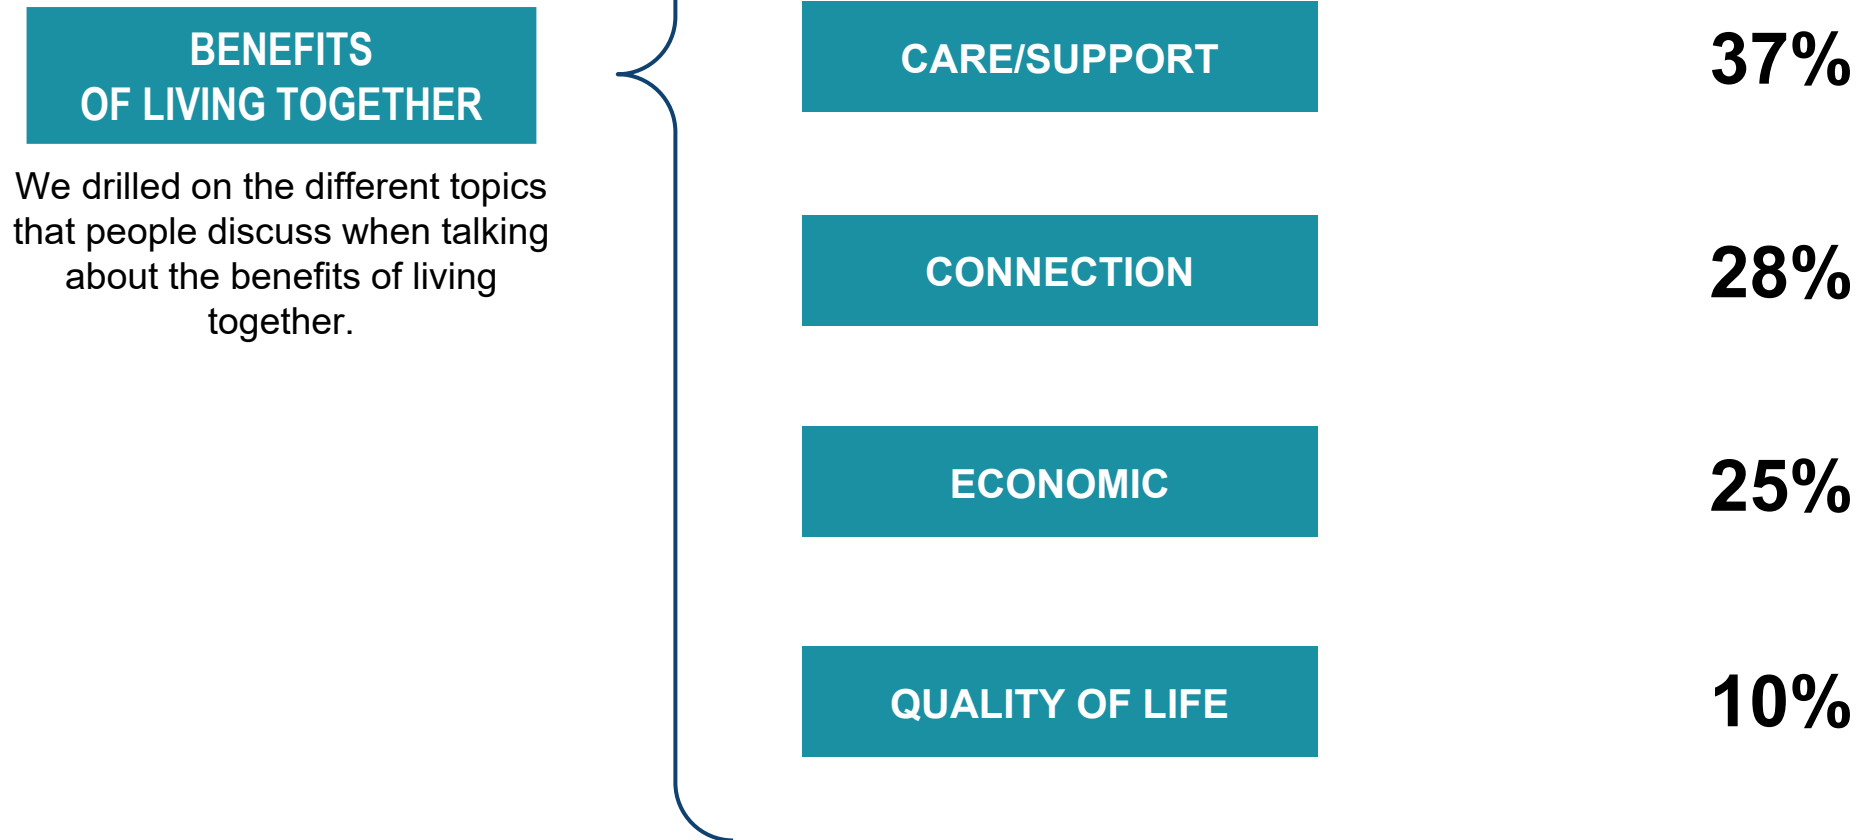 BENEFITS
OF LIVING TOGETHER
We drilled on the different topics
that people discuss when talking
about the benefits of living
together.
CARE/SUPPORT
37%
CONNECTION
28%
ECONOMIC
25%
QUALITY OF LIFE
10%